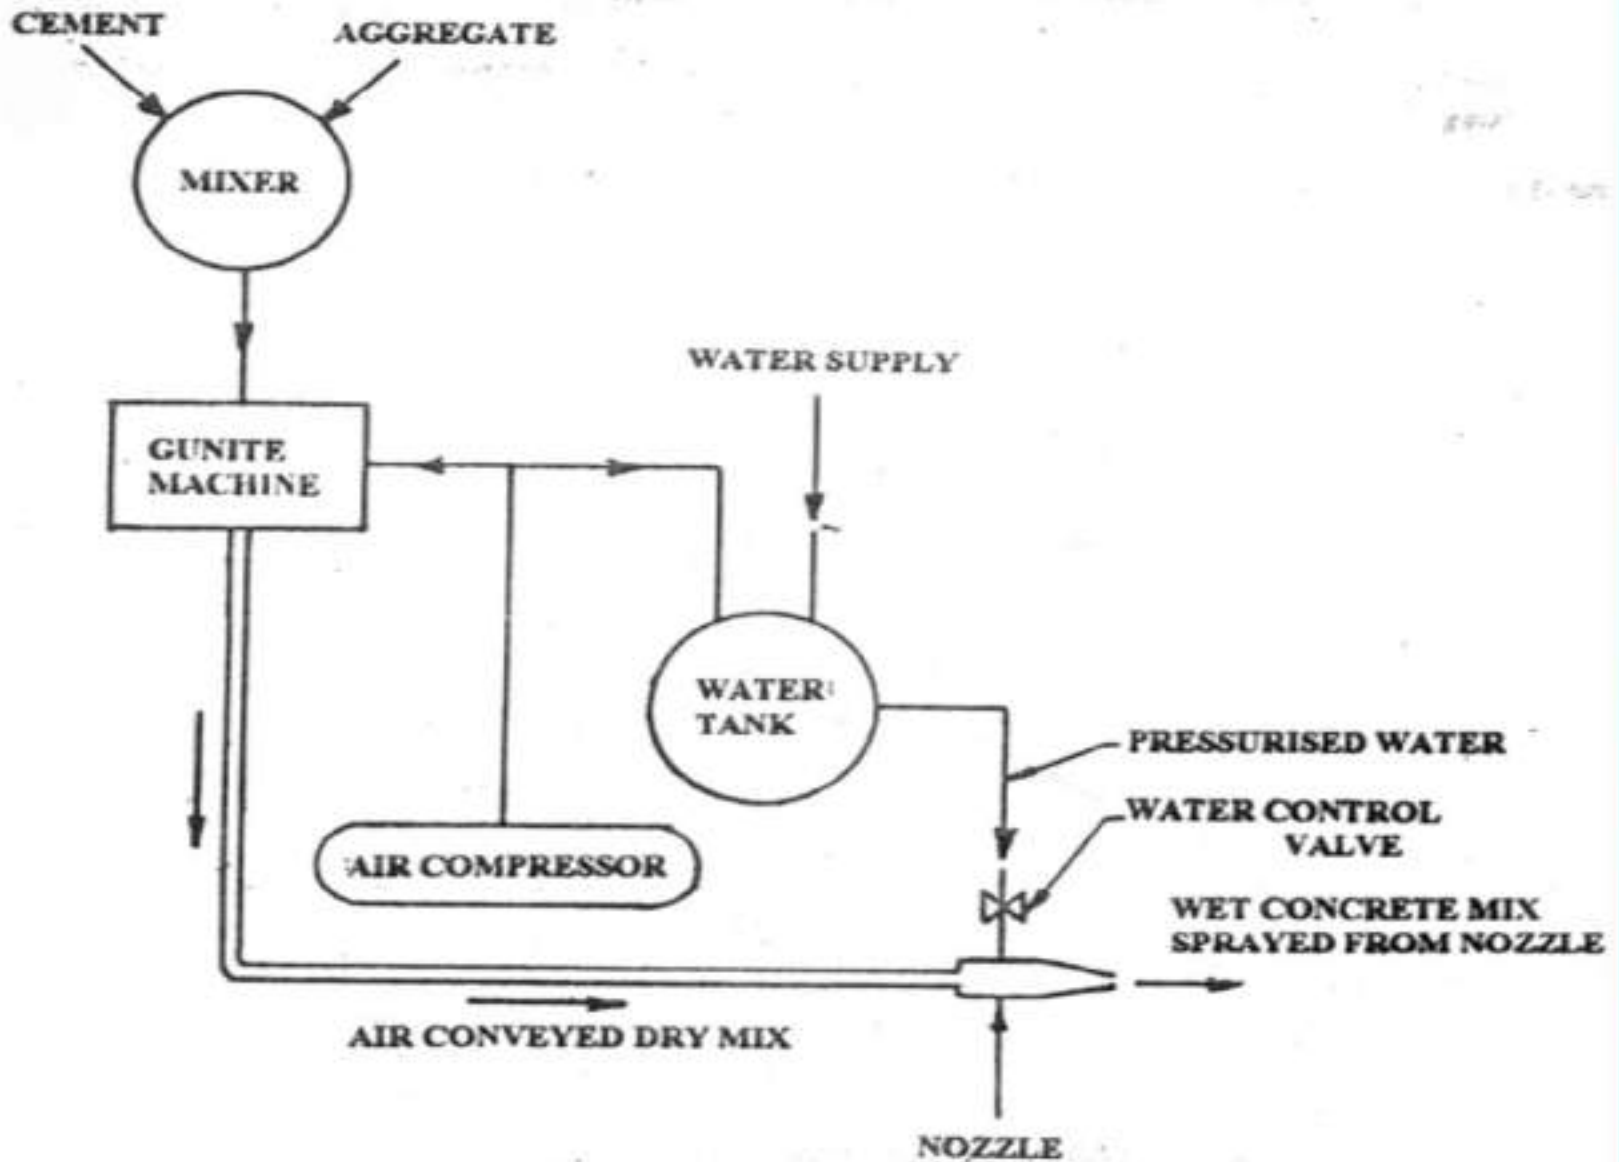 CEMENT
AGGREGATE
MIXER
WATER SUPPLY
GUNITE
MACHINE
WATER
TANK
PRESSURISED WATER
WATER CONTROL
VALVE
AIR COMPRESSOR
WET CONCRETE MIX
SPRAYED FROM NOZZLE
AIR CONVEYED DRY MIX
NOZZLE